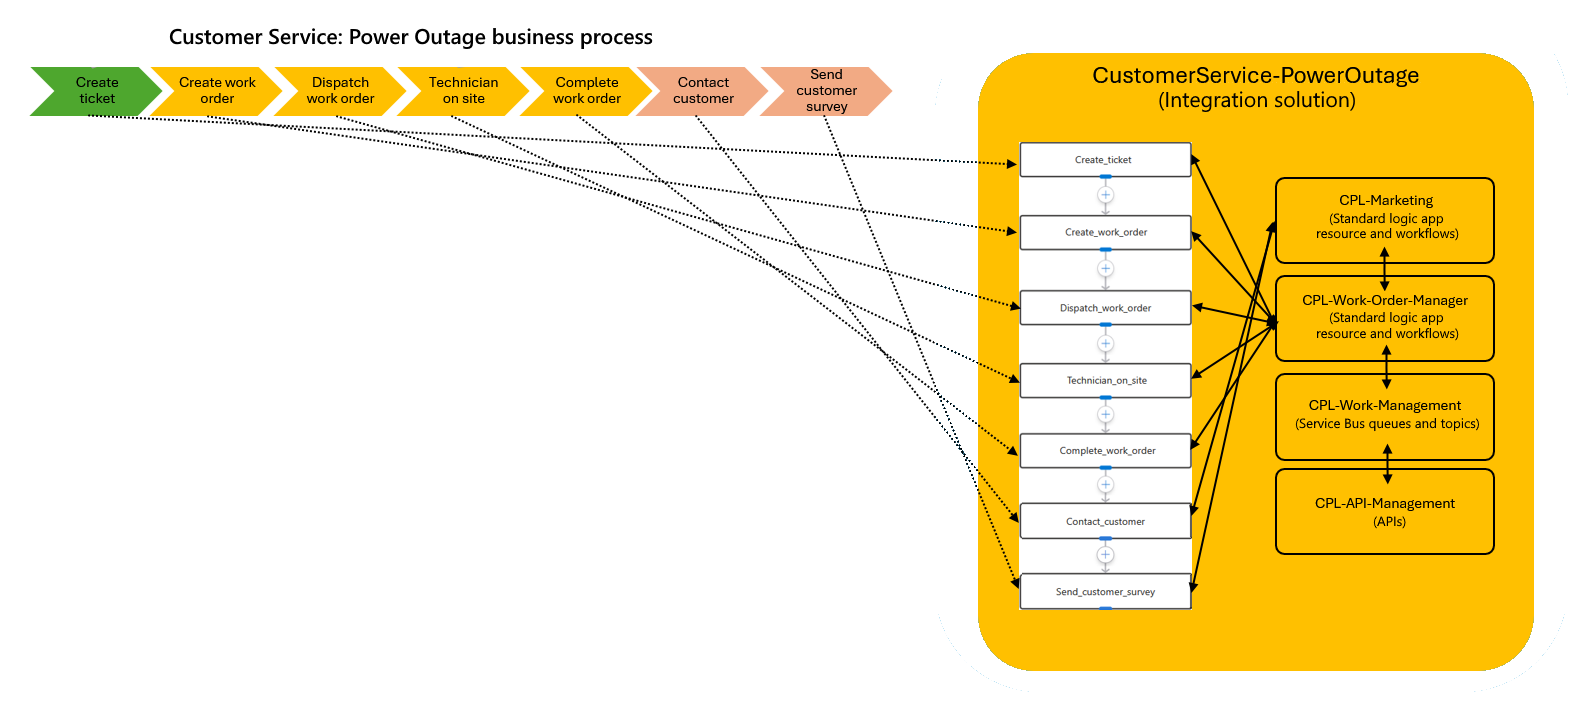 Customer Service: Power Outage business process
Create
ticket
Create work
order
Dispatch
work order
Technician
on site
Complete
work order
Contact
customer
Send
customer
survey
CustomerService-PowerOutage
(Integration solution)
Create_ticket
Create_work_order
Dispatch_work_order
Technician_on_site
Complete_work_order
Contact_customer
Send_customer_survey
CPL-Marketing
(Standard logic app
resource and workflows)
CPL-Work-Order-Manager
(Standard logic app
resource and workflows)
CPL-Work-Management
(Service Bus queues and topics)
CPL-API-Management
(APIs)